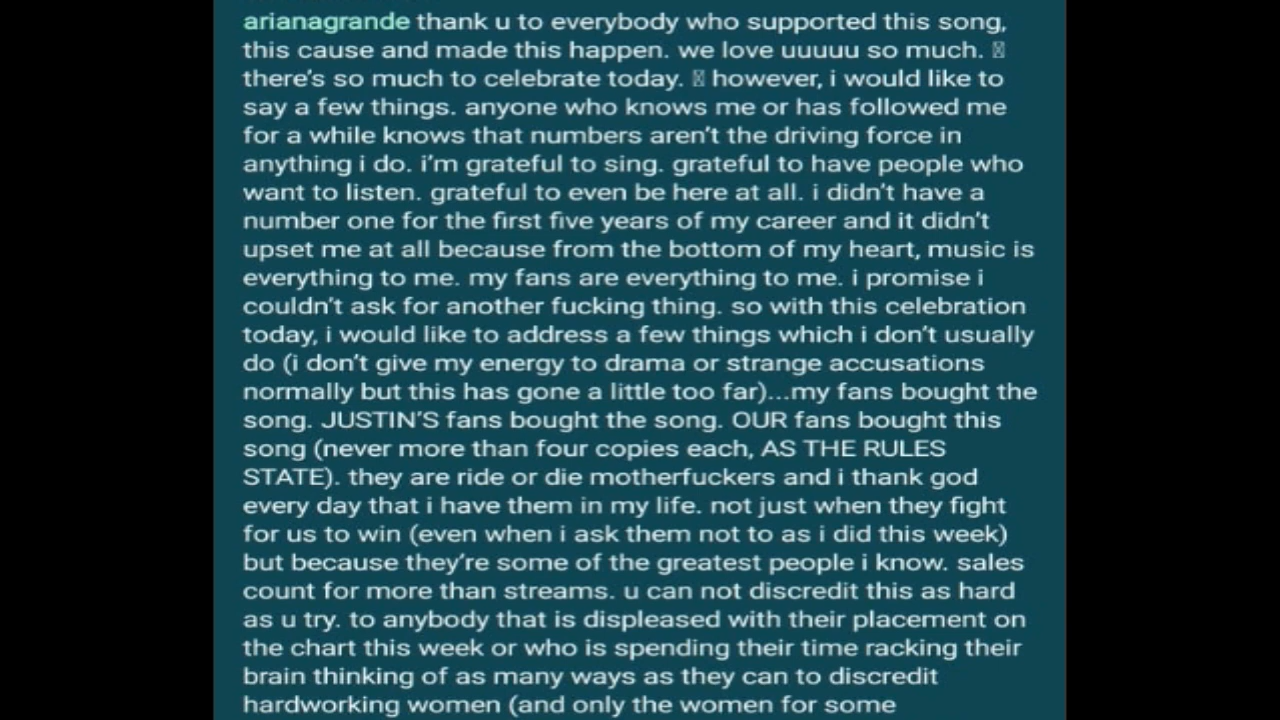 arianagrande thank u to everybody who supported this song,
this cause and made this happen. we love uuuuu so much.
there's so much to celebrate today. however, i would like to
say a few things. anyone who knows me or has followed me
for a while knows that numbers aren't the driving force in
anything i do. i'm grateful to sing. grateful to have people who
want to listen. grateful to even be here at all. i didn't have a
number one for the first five years of my career and it didn't
upset me at all because from the bottom of my heart, music is
everything to me. my fans are everything to me. i promise i
couldn't ask for another fucking thing. so with this celebration
today, i would like to address a few things which i don't usually
do (i don't give my energy to drama or strange accusations
normally but this has gone a little too far)...my fans bought the
song. JUSTIN'S fans bought the song. OUR fans bought this
song (never more than four copies each, AS THE RULES
STATE). they are ride or die motherfuckers and i thank god
every day that i have them in my life. not just when they fight
for us to win (even when i ask them not to as i did this week)
but because they're some of the greatest people i know. sales
count for more than streams. u can not discredit this as hard
as u try. to anybody that is displeased with their placement on
the chart this week or who is spending their time racking their
brain thinking of as many ways as they can to discredit
hardworking women (and only the women for some